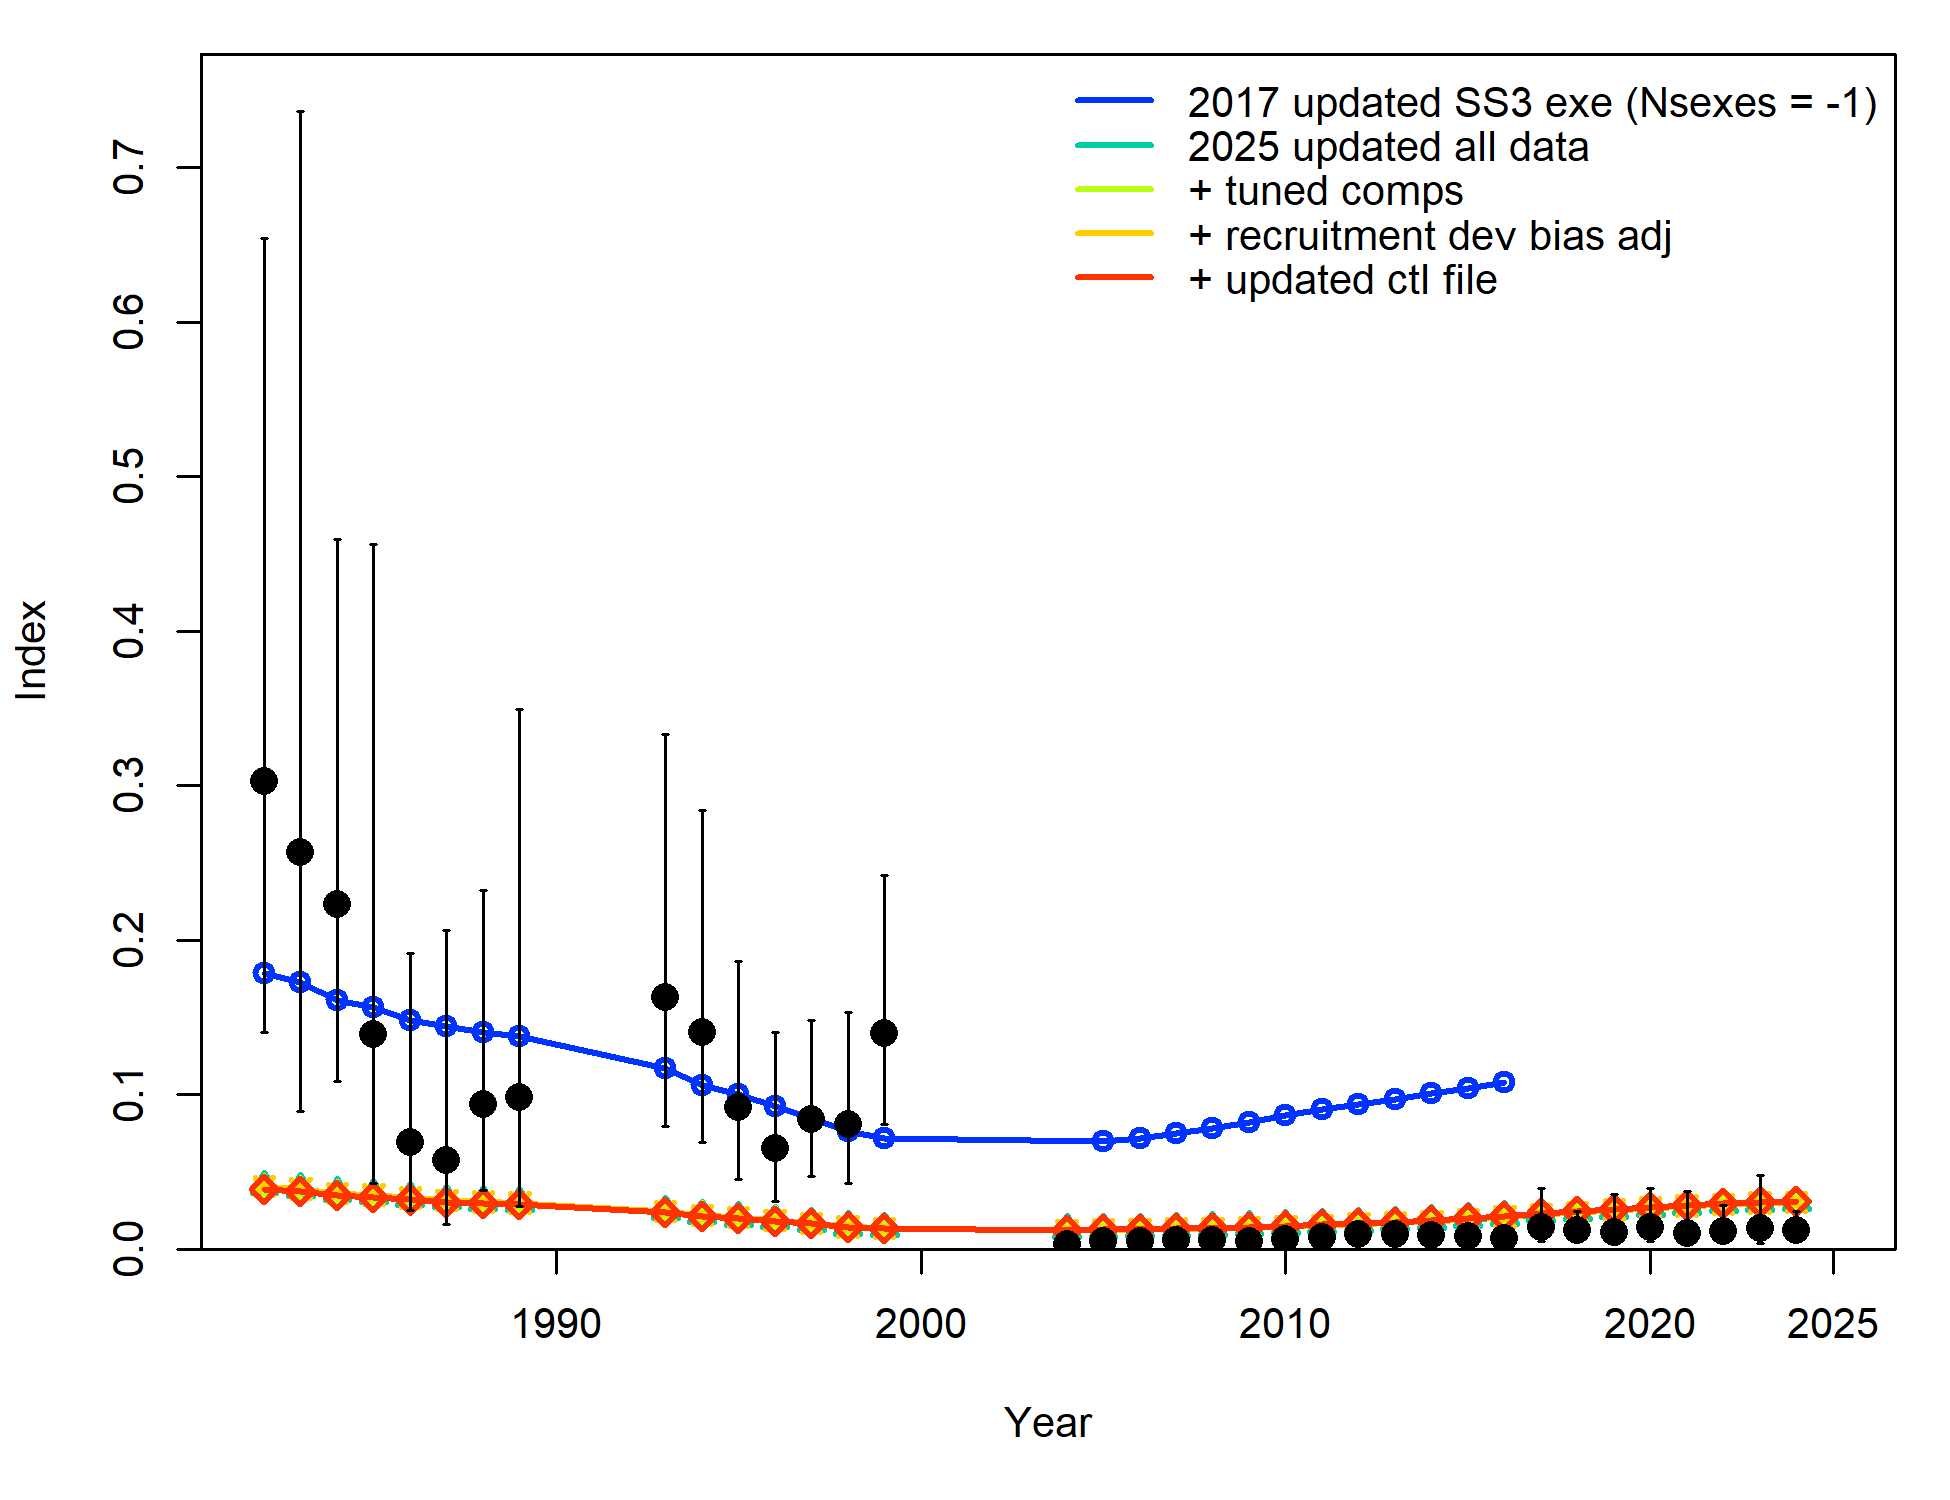 2017 updated SS3 exe (Nsexes = -1)
2025 updated all data
+ tuned comps
+ recruitment dev bias adj
+ updated ctl file
0.7
0.6
0.5
0.4
0.3
0.2
0.1
0.0
Index
1990
2000
2010
2020
2025
Year